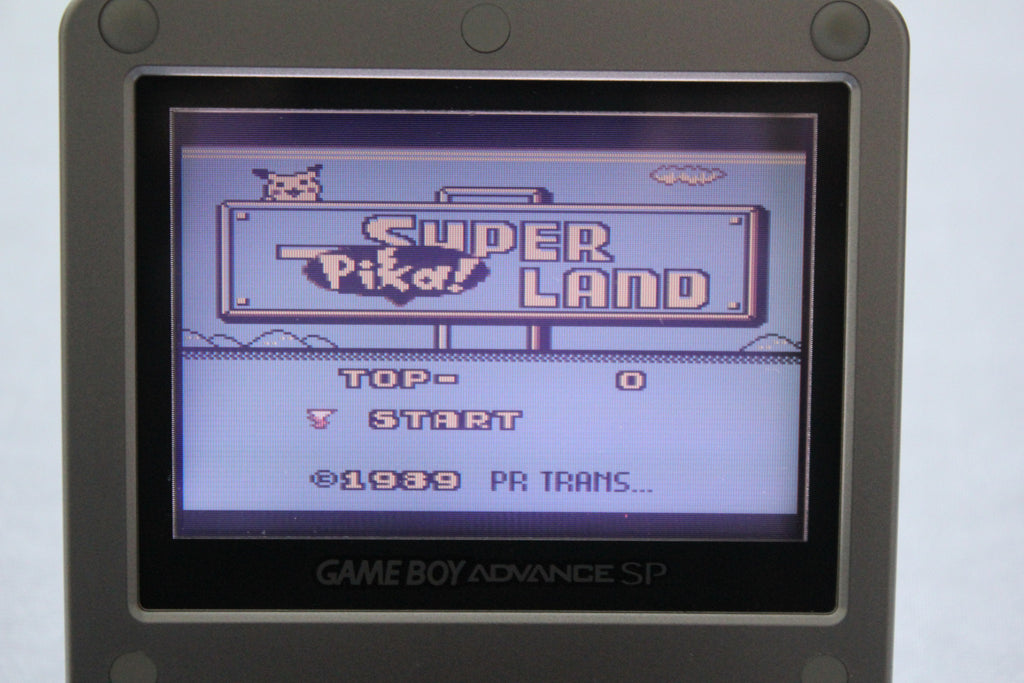 SUPER
Pika!
LAND
TOP- 0
START
©1989 PR TRANS...
GAME BOY ADVANCE SP